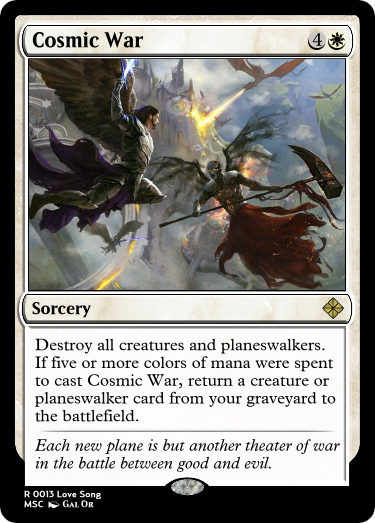 Cosmic War 4
Sorcery
Destroy all creatures and planeswalkers.
If five or more colors of mana were spent
to cast Cosmic War, return a creature or
planeswalker card from your graveyard to
the battlefield.
Each new plane is but another theater of war
in the battle between good and evil.
R 0013 Love Song
MSC Gal Or